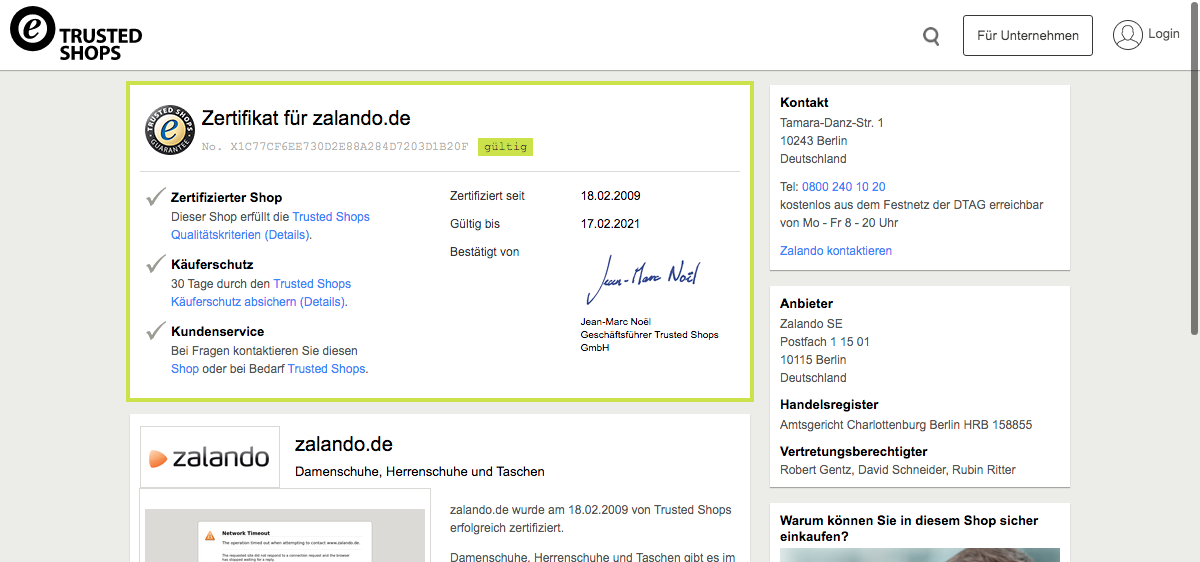 TRUSTED
SHOPS
Für Unternehmen
Login
TRUSTED SHOPS
GUARANTEE
Zertifikat für zalando.de
No. X1C77CF6EE730D2E88A284D7203D1B20F gültig
Zertifizierter Shop
Dieser Shop erfüllt die Trusted Shops
Qualitätskriterien (Details).
Käuferschutz
30 Tage durch den Trusted Shops
Käuferschutz absichern (Details).
Kundenservice
Bei Fragen kontaktieren Sie diesen
Shop oder bei Bedarf Trusted Shops.
Zertifiziert seit 18.02.2009
Gültig bis 17.02.2021
Bestätigt von
Jean-Marc Noël
Jean-Marc Noël
Geschäftsführer Trusted Shops
GmbH
zalando
zalando.de
Damenschuhe, Herrenschuhe und Taschen
Network Timeout
The operation timed out when attempting to contact www.zalando.de.
The requested site did not respond to a connection request and the browser
has stopped waiting for a reply.
zalando.de wurde am 18.02.2009 von Trusted Shops
erfolgreich zertifiziert.
Damenschuhe, Herrenschuhe und Taschen gibt es im
Kontakt
Tamara-Danz-Str. 1
10243 Berlin
Deutschland
Tel: 0800 240 10 20
kostenlos aus dem Festnetz der DTAG erreichbar
von Mo - Fr 8 - 20 Uhr
Zalando kontaktieren
Anbieter
Zalando SE
Postfach 1 15 01
10115 Berlin
Deutschland
Handelsregister
Amtsgericht Charlottenburg Berlin HRB 158855
Vertretungsberechtigter
Robert Gentz, David Schneider, Rubin Ritter
Warum können Sie in diesem Shop sicher
einkaufen?